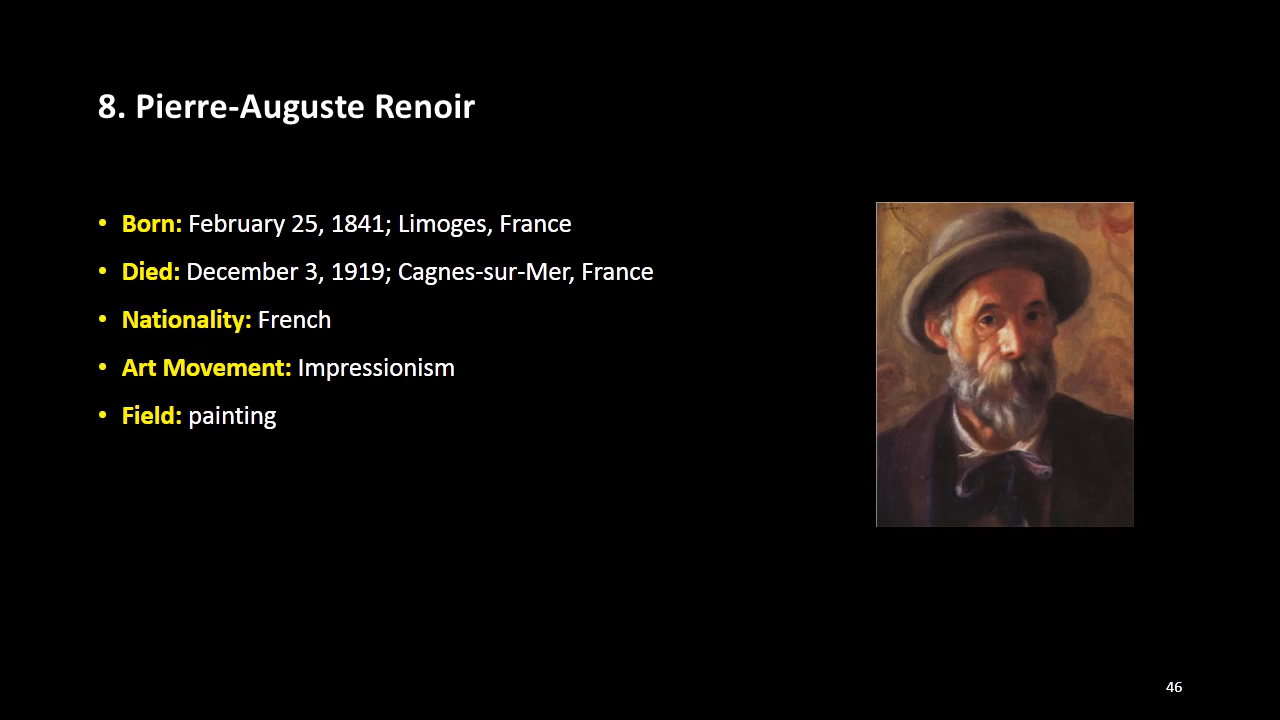 8. Pierre-Auguste Renoir
• Born: February 25, 1841; Limoges, France
• Died: December 3, 1919; Cagnes-sur-Mer, France
• Nationality: French
• Art Movement: Impressionism
• Field: painting
46